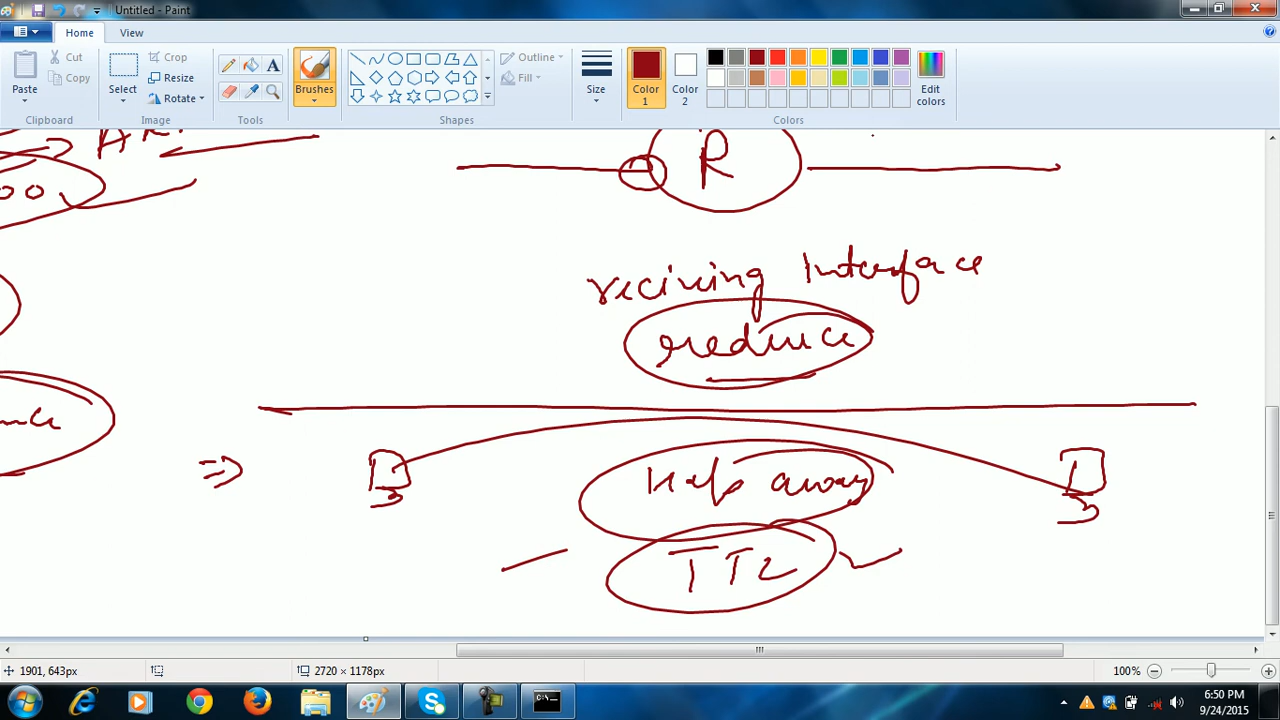 Untitled - Paint
Home View
Paste
Cut
Copy
Clipboard
Select
Crop
Resize
Rotate
Image
Tools
Brushes
Shapes
Outline
Fill
Size
Color 1
Color 2
Edit colors
Colors
R
00
reciving Interface
reduce
away
TTL
1901, 643px
2720 × 1178px
100%
6:50 PM
9/24/2015